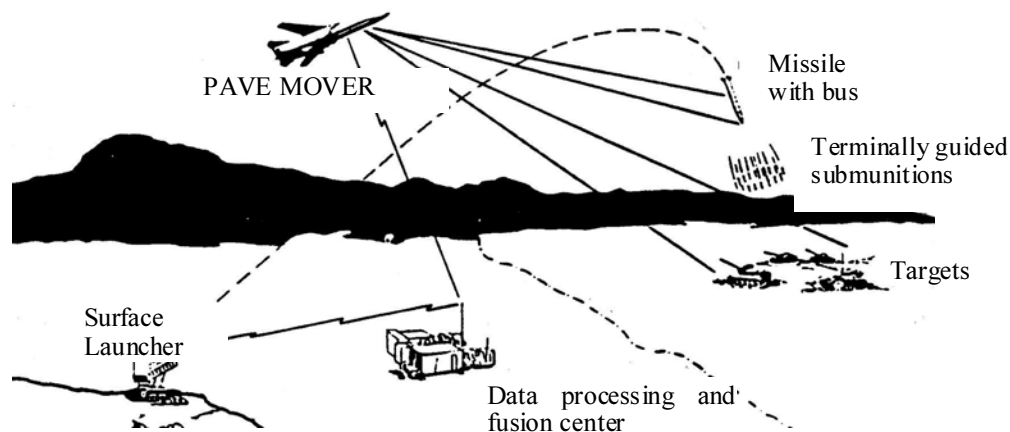 PAVE MOVER
Missile
with bus
Terminally guided
submunitions
Targets
Surface
Launcher
Data processing and
fusion center